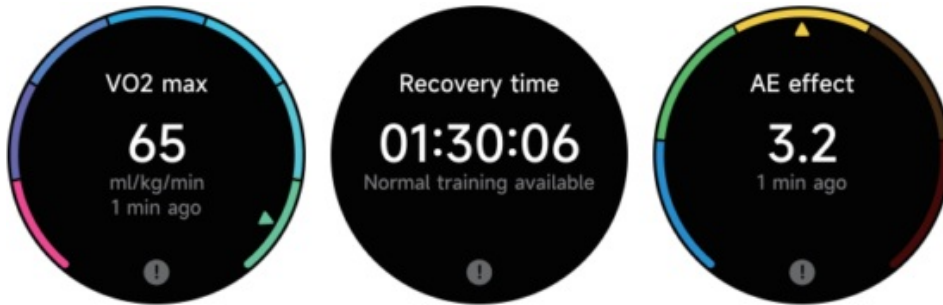 VO2 max
65
ml/kg/min
1 min ago
!
Recovery time
01:30:06
Normal training available
!
AE effect
3.2
1 min ago
!